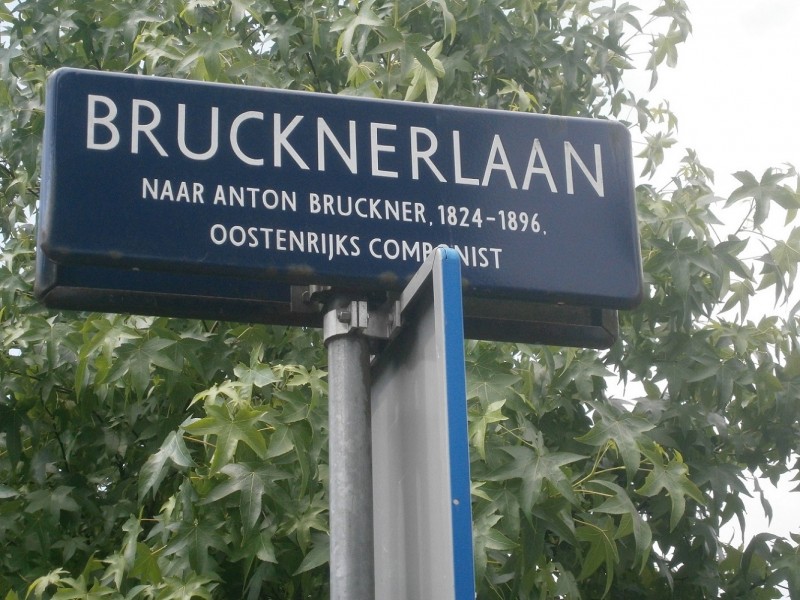 BRUCKNERLAAN
NAAR ANTON BRUCKNER, 1824-1896,
OOSTENRIJKS COMPONIST